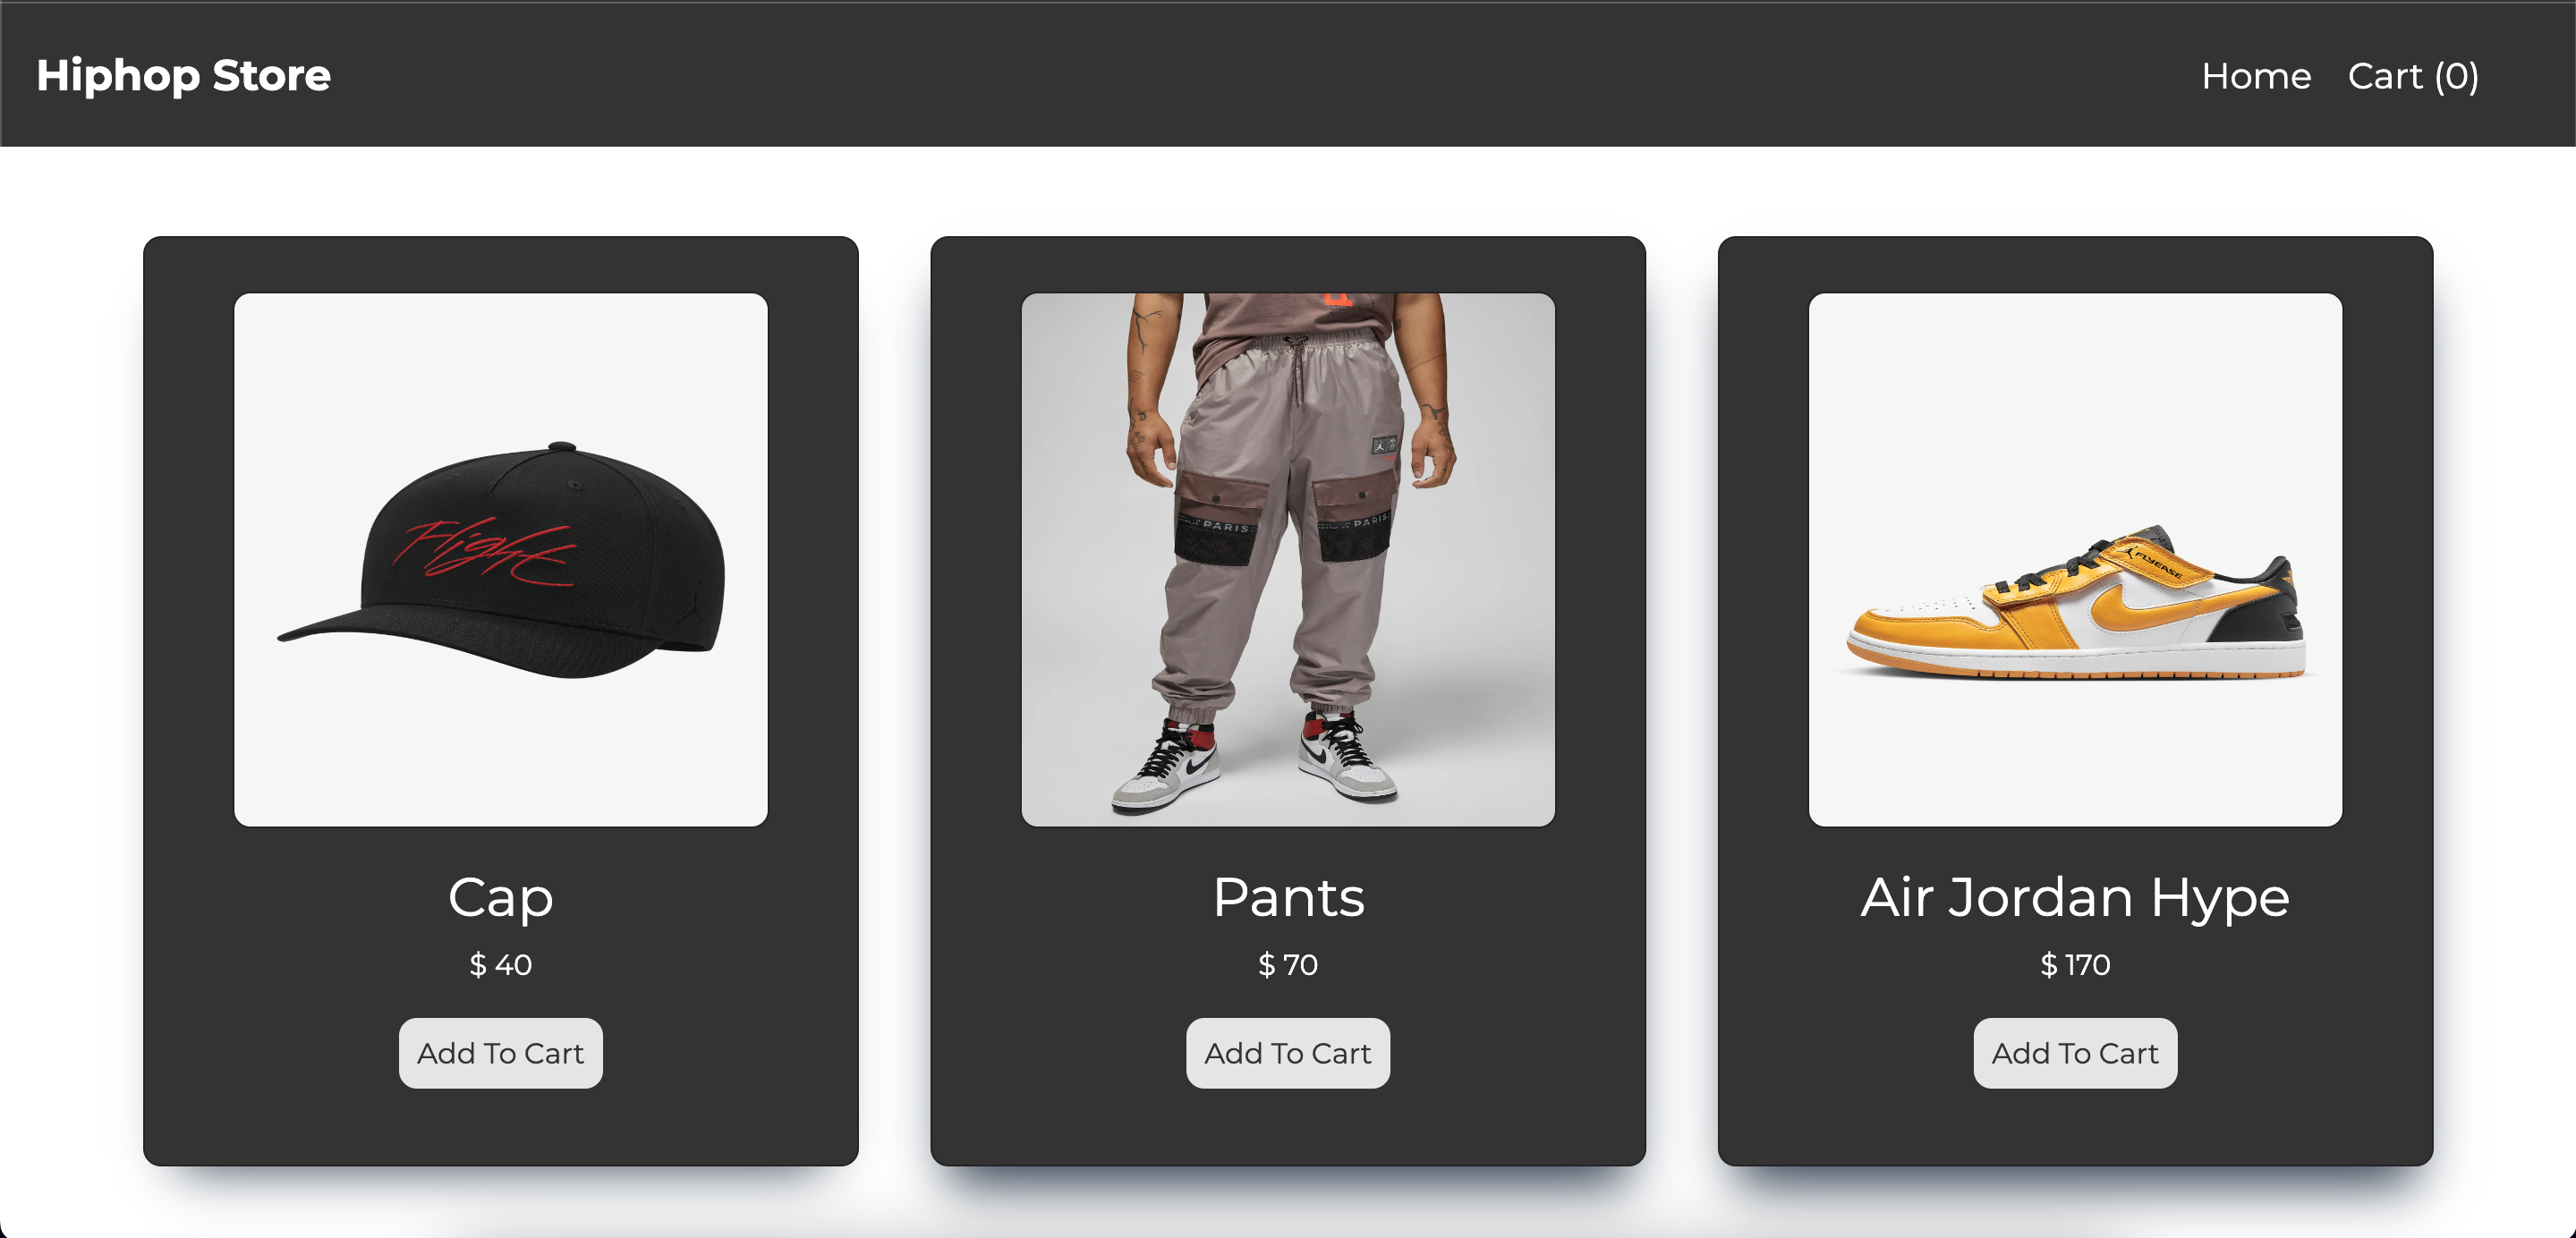 Hiphop Store
Home Cart (0)
Flight
PARIS PARIS
FLYEASE
Cap
Pants
Air Jordan Hype
$ 40
$ 70
$ 170
Add To Cart
Add To Cart
Add To Cart